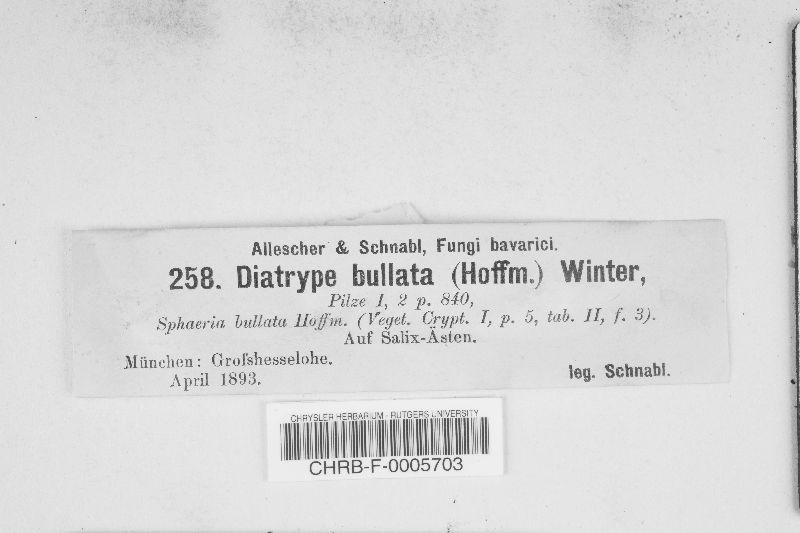 Allescher & Schnabl, Fungi bavarici.
258. Diatrype bullata (Hoffm.) Winter,
Pilze I, 2 p. 840,
Sphaeria bullata Hoffm. (Veget. Crypt. I, p. 5, tab. II, f. 3).
Auf Salix-Ästen.
München: Grofshesselohe.
April 1893.
leg. Schnabl.
CHRYSLER HERBARIUM - RUTGERS UNIVERSITY
CHRB-F-0005703